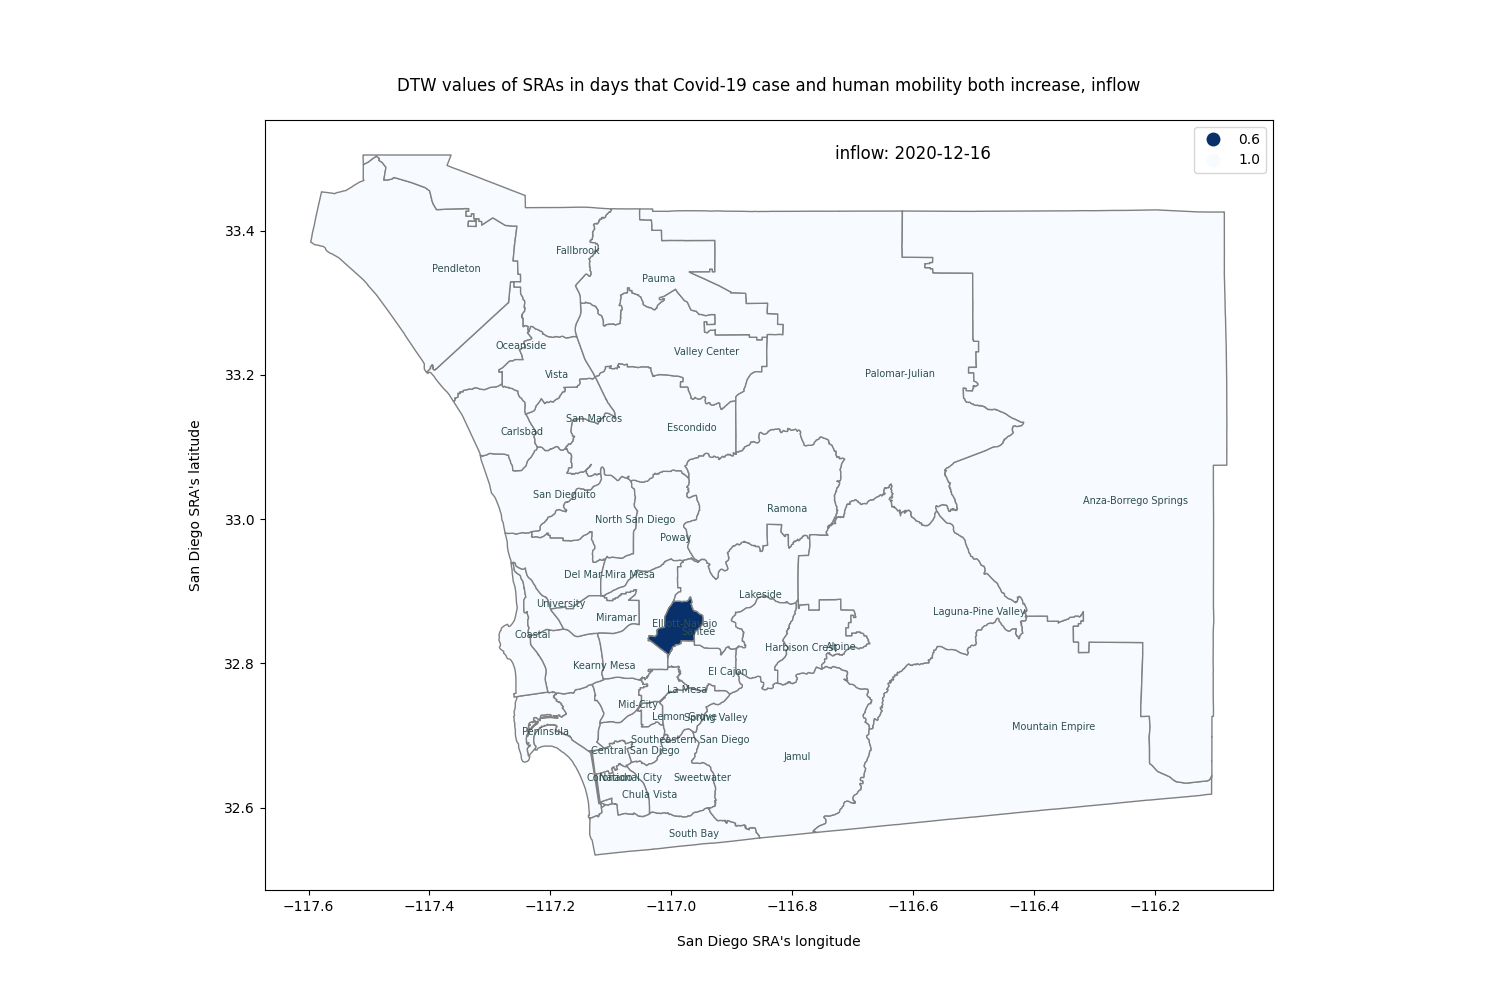 DTW values of SRAs in days that Covid-19 case and human mobility both increase, inflow
inflow: 2020-12-16
0.6
1.0
33.4
33.2
33.0
32.8
32.6
San Diego SRA's latitude
Fallbrook
Pendleton
Pauma
Oceanside
Valley Center
Vista
Palomar-Julian
San Marcos
Carlsbad
Escondido
San Dieguito
Anza-Borrego Springs
Ramona
North San Diego
Poway
Del Mar-Mira Mesa
Lakeside
University
Miramar
Laguna-Pine Valley
Elliott-Navajo
Santee
Coastal
Harbison Crest
Alpine
Kearny Mesa
El Cajon
La Mesa
Mid-City
Lemon Grove
Spring Valley
Mountain Empire
Peninsula
Southeastern San Diego
Central San Diego
Jamul
Coronado
National City
Sweetwater
Chula Vista
South Bay
−117.6
−117.4
−117.2
−117.0
−116.8
−116.6
−116.4
−116.2
San Diego SRA's longitude